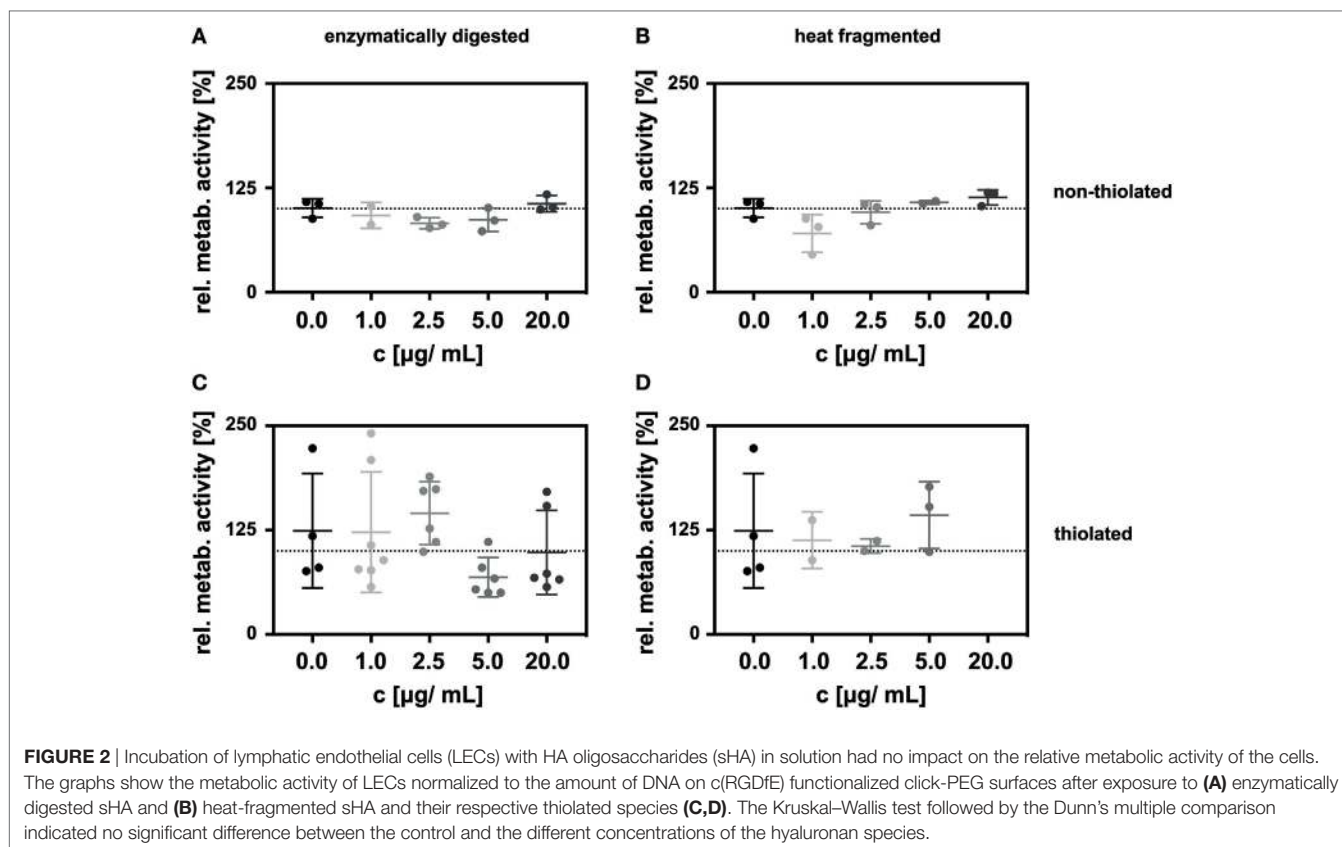 A
enzymatically digested
B
heat fragmented
rel. metab. activity [%]
250
125
0
0.0 1.0 2.5 5.0 20.0
c [µg/ mL]
rel. metab. activity [%]
250
125
0
0.0 1.0 2.5 5.0 20.0
c [µg/ mL]
non-thiolated
C
D
rel. metab. activity [%]
250
125
0
0.0 1.0 2.5 5.0 20.0
c [µg/ mL]
rel. metab. activity [%]
250
125
0
0.0 1.0 2.5 5.0 20.0
c [µg/ mL]
thiolated
FIGURE 2 | Incubation of lymphatic endothelial cells (LECs) with HA oligosaccharides (sHA) in solution had no impact on the relative metabolic activity of the cells.
The graphs show the metabolic activity of LECs normalized to the amount of DNA on c(RGDfE) functionalized click-PEG surfaces after exposure to (A) enzymatically
digested sHA and (B) heat-fragmented sHA and their respective thiolated species (C,D). The Kruskal–Wallis test followed by the Dunn’s multiple comparison
indicated no significant difference between the control and the different concentrations of the hyaluronan species.